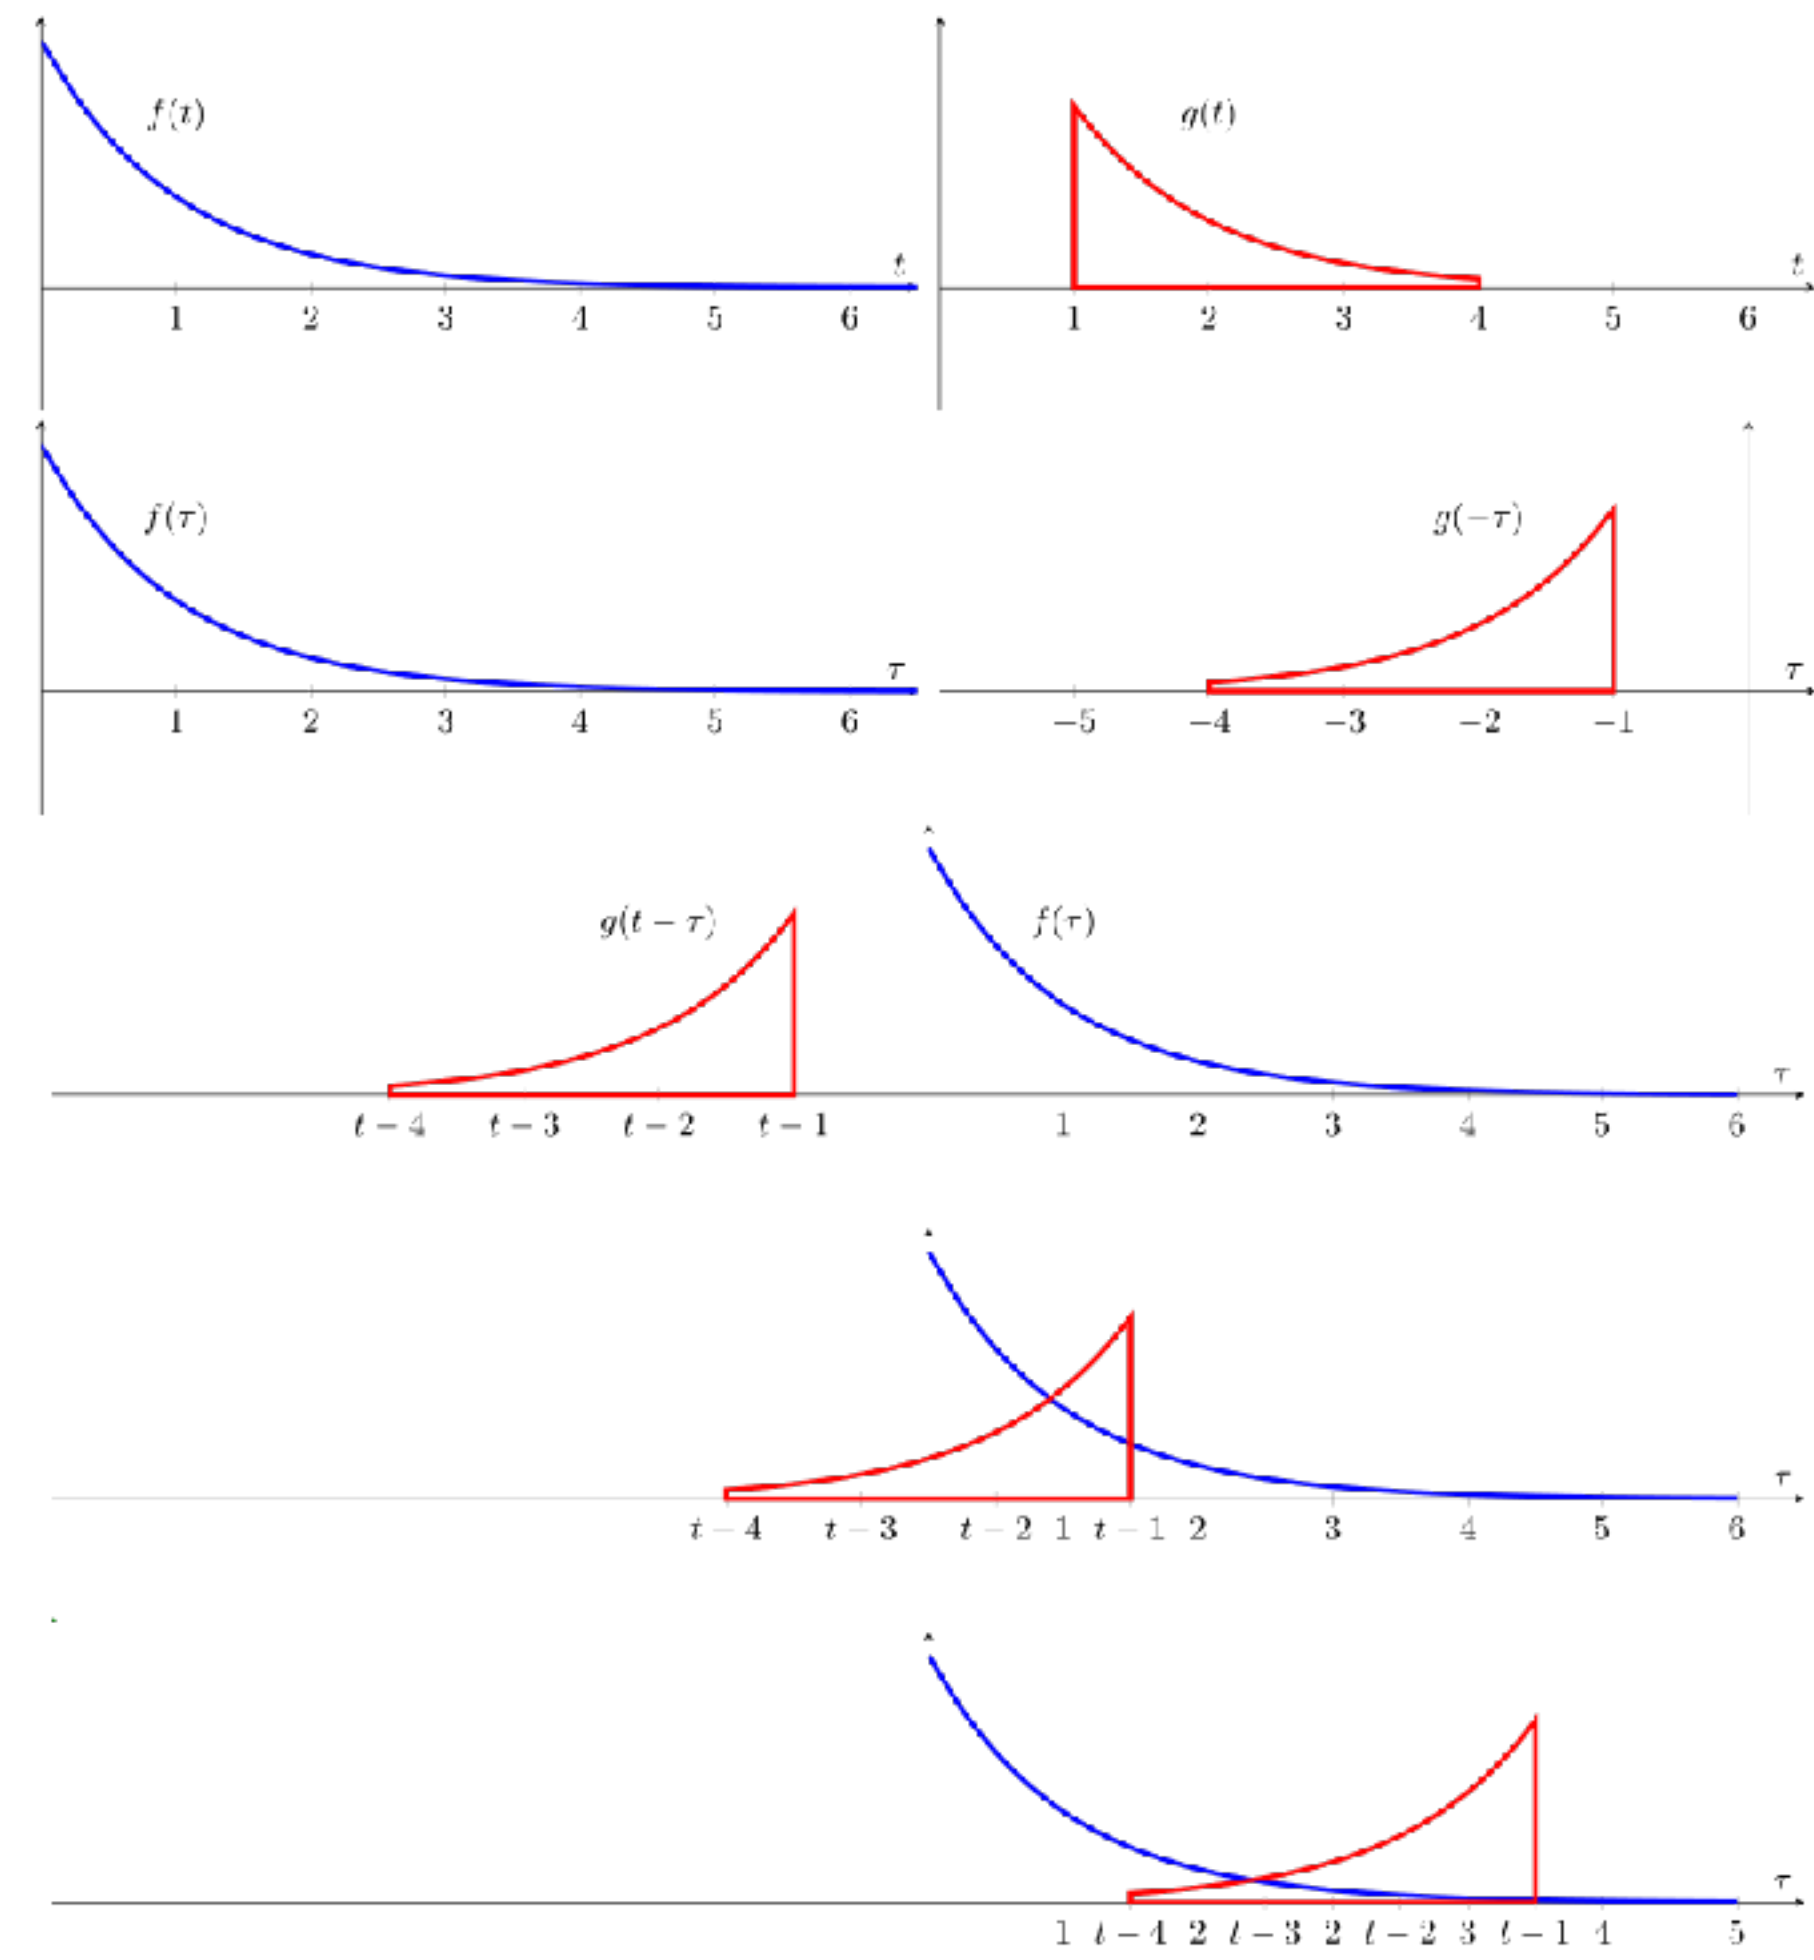 f(t) g(t)
t t
1 2 3 4 5 6 1 2 3 4 5 6
f(τ) g(−τ)
τ τ
1 2 3 4 5 6 −5 −4 −3 −2 −1
g(t − τ) f(τ)
τ
t − 4 t − 3 t − 2 t − 1 1 2 3 4 5 6
τ
t − 4 t − 3 t − 2 1 t − 1 2 3 4 5 6
τ
1 t − 4 2 t − 3 2 t − 2 3 t − 1 4 5